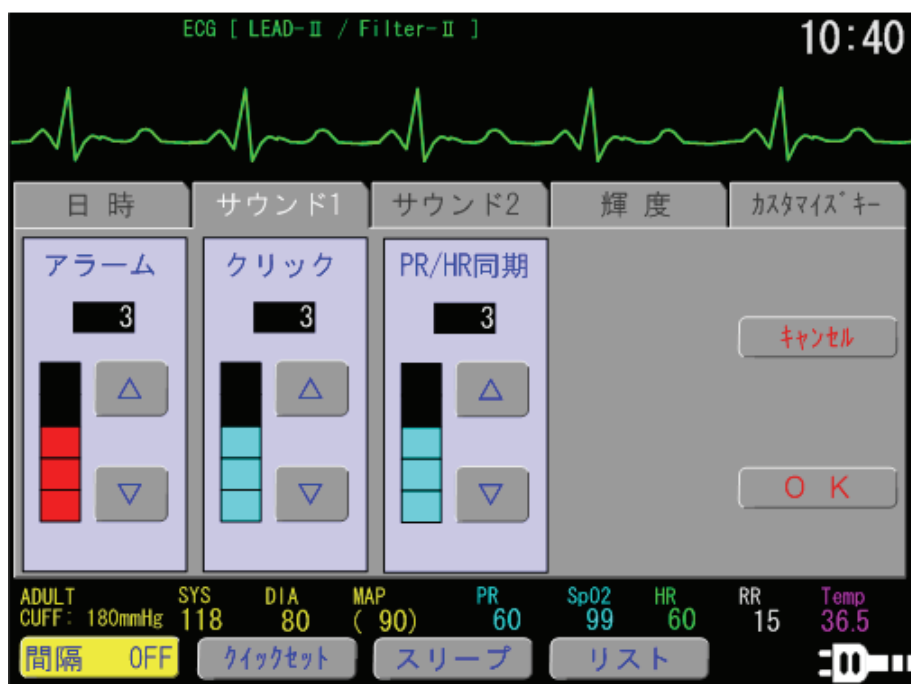 ECG [ LEAD-Ⅱ / Filter-Ⅱ ]
10:40
日 時
サウンド1
サウンド2
輝 度
ｶｽﾀﾏｲｽﾞｷｰ
アラーム
クリック
PR/HR同期
3
3
3
△
△
△
ｷｬﾝｾﾙ
▽
▽
▽
Ｏ Ｋ
ADULT SYS DIA MAP PR SpO2 HR RR Temp
CUFF: 180mmHg 118 80 ( 90) 60 99 60 15 36.5
間隔 OFF
ｸｲｯｸｾｯﾄ
スリープ
リスト